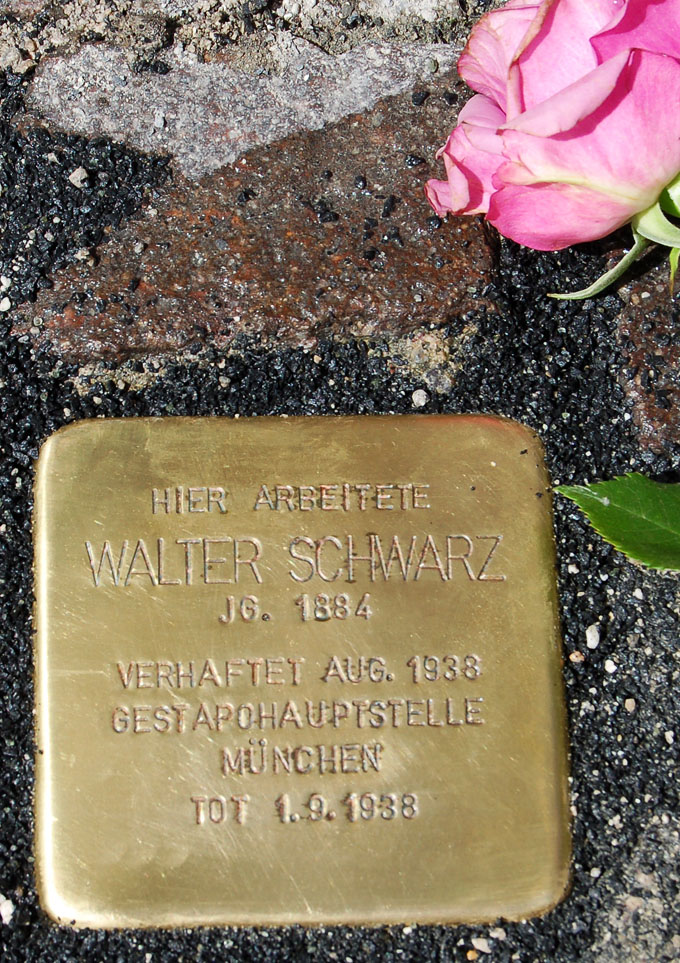 HIER ARBEITETE
WALTER SCHWARZ
JG. 1884
VERHAFTET AUG. 1938
GESTAPOHAUPTSTELLE
MÜNCHEN
TOT 1.9.1938